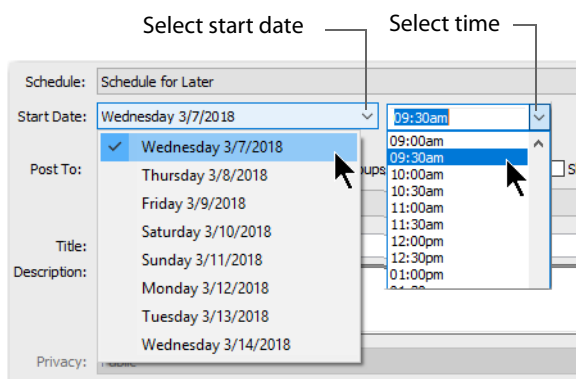 Select start date Select time
Schedule: Schedule for Later
Start Date: Wednesday 3/7/2018 09:30am
Wednesday 3/7/2018
Thursday 3/8/2018
Friday 3/9/2018
Saturday 3/10/2018
Sunday 3/11/2018
Monday 3/12/2018
Tuesday 3/13/2018
Wednesday 3/14/2018
09:00am
09:30am
10:00am
10:30am
11:00am
11:30am
12:00pm
12:30pm
01:00pm
Post To:
Title:
Description:
Privacy: